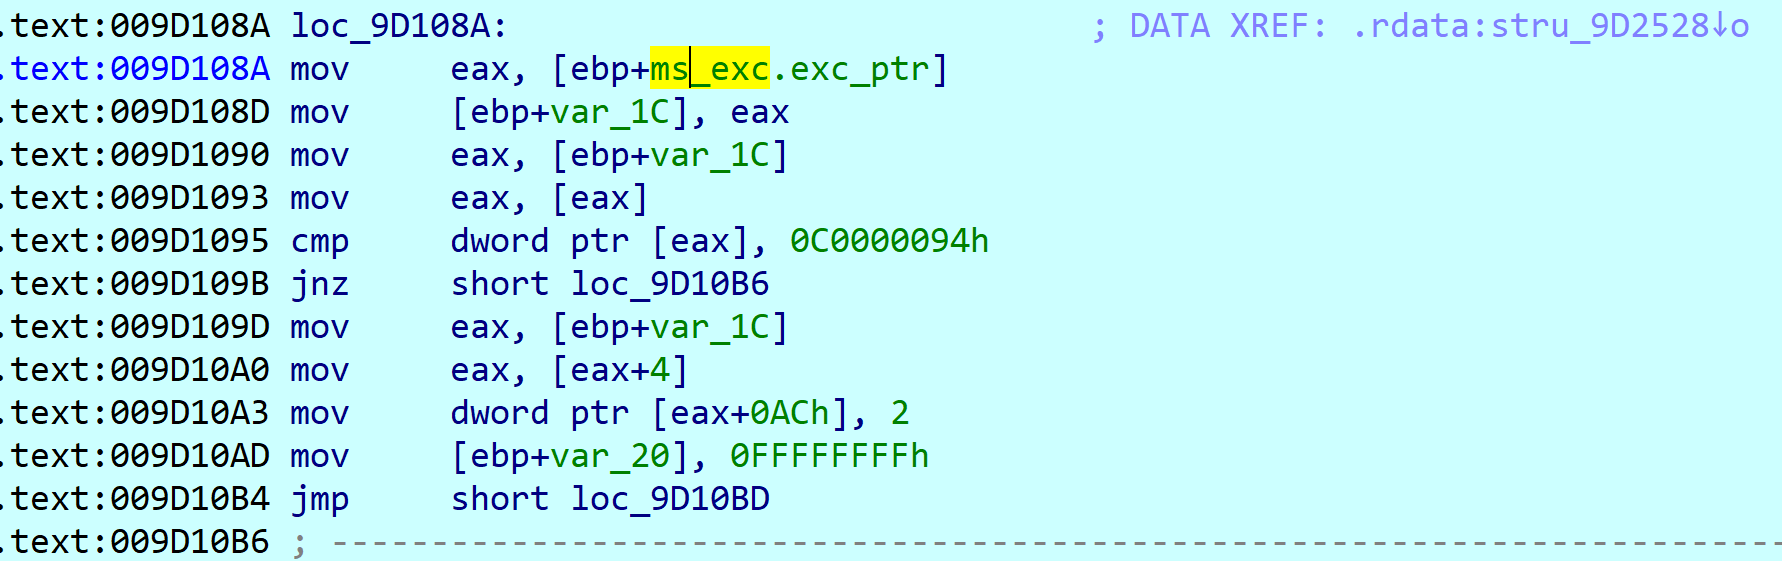 .text:009D108A loc_9D108A: ; DATA XREF: .rdata:stru_9D2528↓o
.text:009D108A mov eax, [ebp+ms_exc.exc_ptr]
.text:009D108D mov [ebp+var_1C], eax
.text:009D1090 mov eax, [ebp+var_1C]
.text:009D1093 mov eax, [eax]
.text:009D1095 cmp dword ptr [eax], 0C0000094h
.text:009D109B jnz short loc_9D10B6
.text:009D109D mov eax, [ebp+var_1C]
.text:009D10A0 mov eax, [eax+4]
.text:009D10A3 mov dword ptr [eax+0ACh], 2
.text:009D10AD mov [ebp+var_20], 0FFFFFFFFh
.text:009D10B4 jmp short loc_9D10BD
.text:009D10B6 ; ---------------------------------------------------------------------------